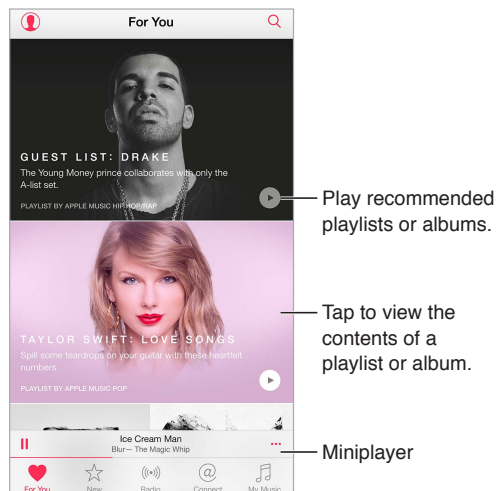 For You
GUEST LIST: DRAKE
The Young Money prince collaborates with only the
A-list set.
PLAYLIST BY APPLE MUSIC HIP-HOP/RAP
Play recommended
playlists or albums.
TAYLOR SWIFT: LOVE SONGS
Spill some teardrops on your guitar with these heartfelt
numbers.
PLAYLIST BY APPLE MUSIC POP
Tap to view the
contents of a
playlist or album.
Ice Cream Man
Blur— The Magic Whip
Miniplayer
For You
New
Radio
Connect
My Music